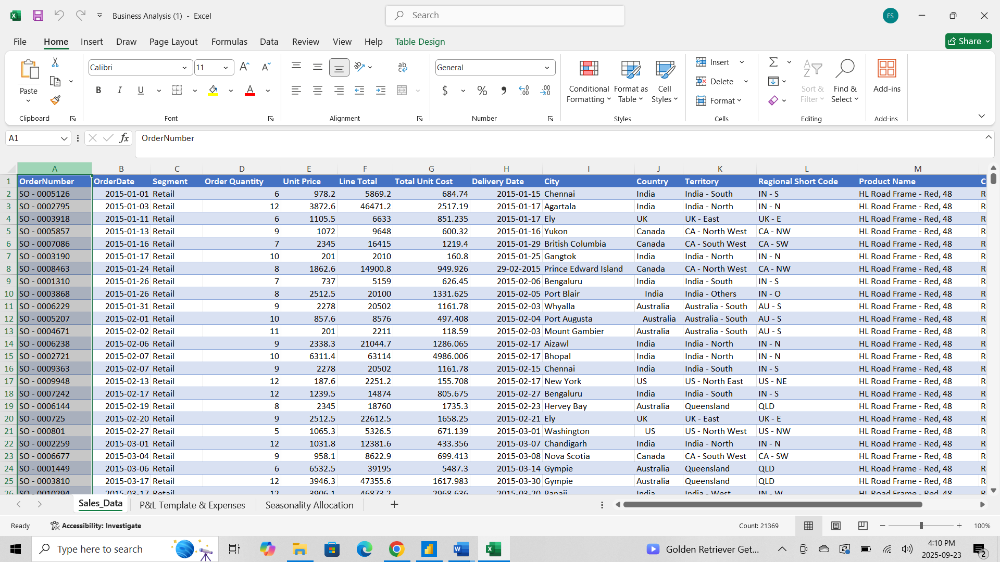 Business Analysis (1) - Excel
Search
FS
File Home Insert Draw Page Layout Formulas Data Review View Help Table Design
Share
Paste
Clipboard
Calibri 11
B I U A
Font
Alignment
General
$ % 9
Number
Conditional Formatting
Format as Table
Cell Styles
Styles
Insert
Delete
Format
Cells
Sort & Filter
Find & Select
Editing
Add-ins
Add-ins
A1 fx OrderNumber
A B C D E F G H I J K L M
1 OrderNumber OrderDate Segment Order Quantity Unit Price Line Total Total Unit Cost Delivery Date City Country Territory Regional Short Code Product Name C
2 SO - 0005126 2015-01-01 Retail 6 978.2 5869.2 684.74 2015-01-15 Chennai India India - South IN - S HL Road Frame - Red, 48 R
3 SO - 0002795 2015-01-03 Retail 12 3872.6 46471.2 2517.19 2015-01-17 Agartala India India - North IN - N HL Road Frame - Red, 48 R
4 SO - 0003918 2015-01-11 Retail 6 1105.5 6633 851.235 2015-01-17 Ely UK UK - East UK - E HL Road Frame - Red, 48 R
5 SO - 0005857 2015-01-13 Retail 9 1072 9648 600.32 2015-01-16 Yukon Canada CA - North West CA - NW HL Road Frame - Red, 48 R
6 SO - 0007086 2015-01-16 Retail 7 2345 16415 1219.4 2015-01-29 British Columbia Canada CA - South West CA - SW HL Road Frame - Red, 48 R
7 SO - 0003190 2015-01-17 Retail 10 201 2010 160.8 2015-01-25 Gangtok India India - North IN - N HL Road Frame - Red, 48 R
8 SO - 0008463 2015-01-24 Retail 8 1862.6 14900.8 949.926 29-02-2015 Prince Edward Island Canada CA - North West CA - NW HL Road Frame - Red, 48 R
9 SO - 0001310 2015-01-26 Retail 7 737 5159 626.45 2015-02-06 Bengaluru India India - South IN - S HL Road Frame - Red, 48 R
10 SO - 0003868 2015-01-26 Retail 8 2512.5 20100 1331.625 2015-02-05 Port Blair India India - Others IN - O HL Road Frame - Red, 48 R
11 SO - 0006229 2015-01-31 Retail 9 2278 20502 1161.78 2015-02-03 Whyalla Australia Australia - South AU - S HL Road Frame - Red, 48 R
12 SO - 0005207 2015-02-01 Retail 10 857.6 8576 497.408 2015-02-04 Port Augusta Australia Australia - South AU - S HL Road Frame - Red, 48 R
13 SO - 0004671 2015-02-02 Retail 11 201 2211 118.59 2015-02-03 Mount Gambier Australia Australia - South AU - S HL Road Frame - Red, 48 R
14 SO - 0006238 2015-02-06 Retail 9 2338.3 21044.7 1286.065 2015-02-17 Aizawl India India - North IN - N HL Road Frame - Red, 48 R
15 SO - 0002721 2015-02-07 Retail 10 6311.4 63114 4986.006 2015-02-17 Bhopal India India - North IN - N HL Road Frame - Red, 48 R
16 SO - 0009363 2015-02-07 Retail 9 2278 20502 1161.78 2015-02-15 Chennai India India - South IN - S HL Road Frame - Red, 48 R
17 SO - 0009948 2015-02-13 Retail 12 187.6 2251.2 155.708 2015-02-17 New York US US - North East US - NE HL Road Frame - Red, 48 R
18 SO - 0007242 2015-02-17 Retail 12 1239.5 14874 805.675 2015-02-27 Bengaluru India India - South IN - S HL Road Frame - Red, 48 R
19 SO - 0006144 2015-02-19 Retail 8 2345 18760 1735.3 2015-02-23 Hervey Bay Australia Queensland QLD HL Road Frame - Red, 48 R
20 SO - 000725 2015-02-20 Retail 9 2512.5 22612.5 1658.25 2015-02-21 Ely UK UK - East UK - E HL Road Frame - Red, 48 R
21 SO - 000801 2015-02-27 Retail 5 1065.3 5326.5 671.139 2015-03-01 Washington US US - North West US - NW HL Road Frame - Red, 48 R
22 SO - 0002259 2015-03-01 Retail 12 1031.8 12381.6 433.356 2015-03-07 Chandigarh India India - North IN - N HL Road Frame - Red, 48 R
23 SO - 0006677 2015-03-04 Retail 9 958.1 8622.9 699.413 2015-03-08 Nova Scotia Canada CA - South West CA - SW HL Road Frame - Red, 48 R
24 SO - 0001449 2015-03-06 Retail 6 6532.5 39195 5487.3 2015-03-14 Gympie Australia Queensland QLD HL Road Frame - Red, 48 R
25 SO - 0003810 2015-03-17 Retail 12 3946.3 47355.6 1617.983 2015-03-30 Gympie Australia Queensland QLD HL Road Frame - Red, 48 R
26 SO - 0010294 2015-03-17 Retail 12 3906.1 46873.2 2968.636 2015-03-20 Panaji India India - West IN - W HL Road Frame - Red, 48 R
Sales_Data P&L Template & Expenses Seasonality Allocation
Ready Accessibility: Investigate Count: 21369 100%
Type here to search
Golden Retriever Get...
4:10 PM
2025-09-23
2